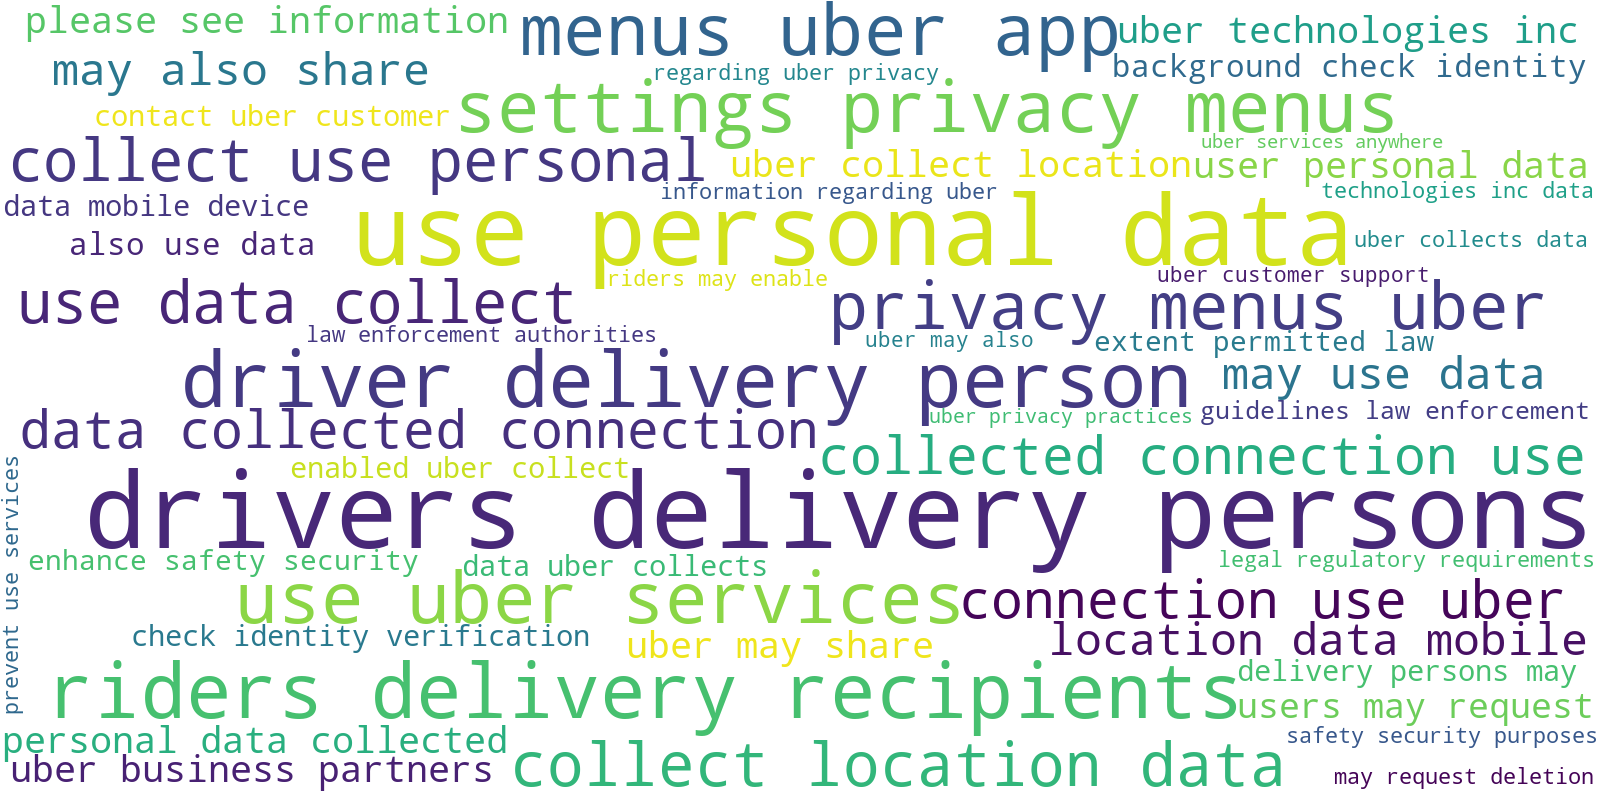 please see information
menus uber app
uber technologies inc
may also share
regarding uber privacy
background check identity
contact uber customer
settings privacy menus
collect use personal
uber services anywhere
uber collect location
user personal data
data mobile device
information regarding uber
technologies inc data
also use data
use personal data
uber collects data
riders may enable
uber customer support
use data collect
privacy menus uber
law enforcement authorities
uber may also
extent permitted law
driver delivery person
may use data
uber privacy practices
guidelines law enforcement
data collected connection
collected connection use
enabled uber collect
drivers delivery persons
prevent use services
enhance safety security
data uber collects
legal regulatory requirements
use uber services
connection use uber
check identity verification
uber may share
location data mobile
riders delivery recipients
delivery persons may
users may request
personal data collected
safety security purposes
uber business partners
collect location data
may request deletion